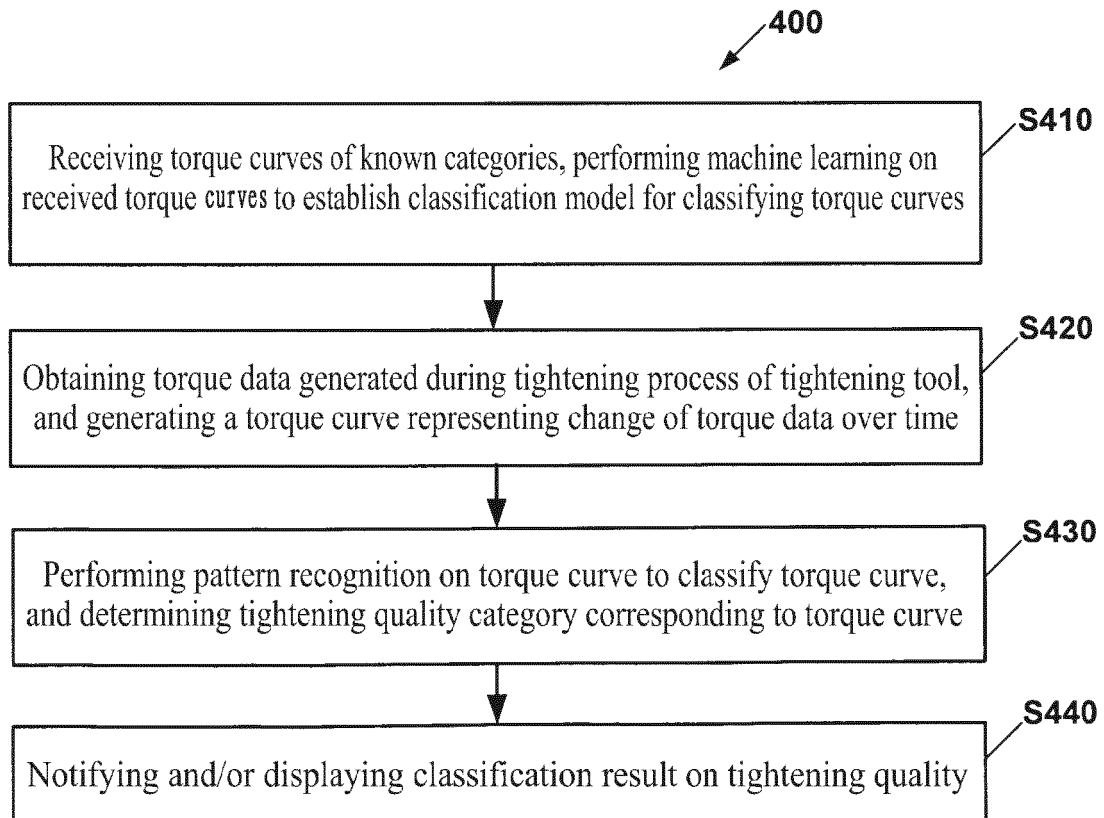 400
S410
Receiving torque curves of known categories, performing machine learning on
received torque curves to establish classification model for classifying torque curves
S420
Obtaining torque data generated during tightening process of tightening tool,
and generating a torque curve representing change of torque data over time
S430
Performing pattern recognition on torque curve to classify torque curve,
and determining tightening quality category corresponding to torque curve
S440
Notifying and/or displaying classification result on tightening quality